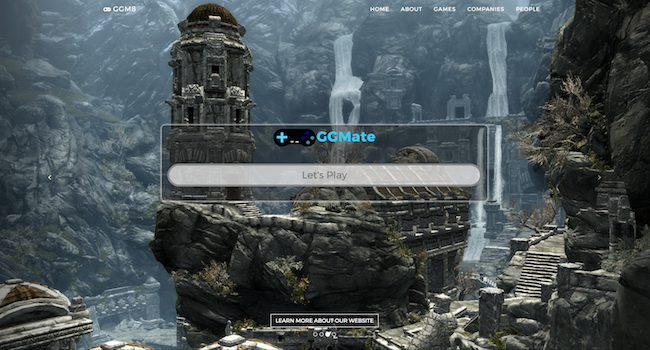 GGM8
HOME ABOUT GAMES COMPANIES PEOPLE
GGMate
Let's Play
LEARN MORE ABOUT OUR WEBSITE